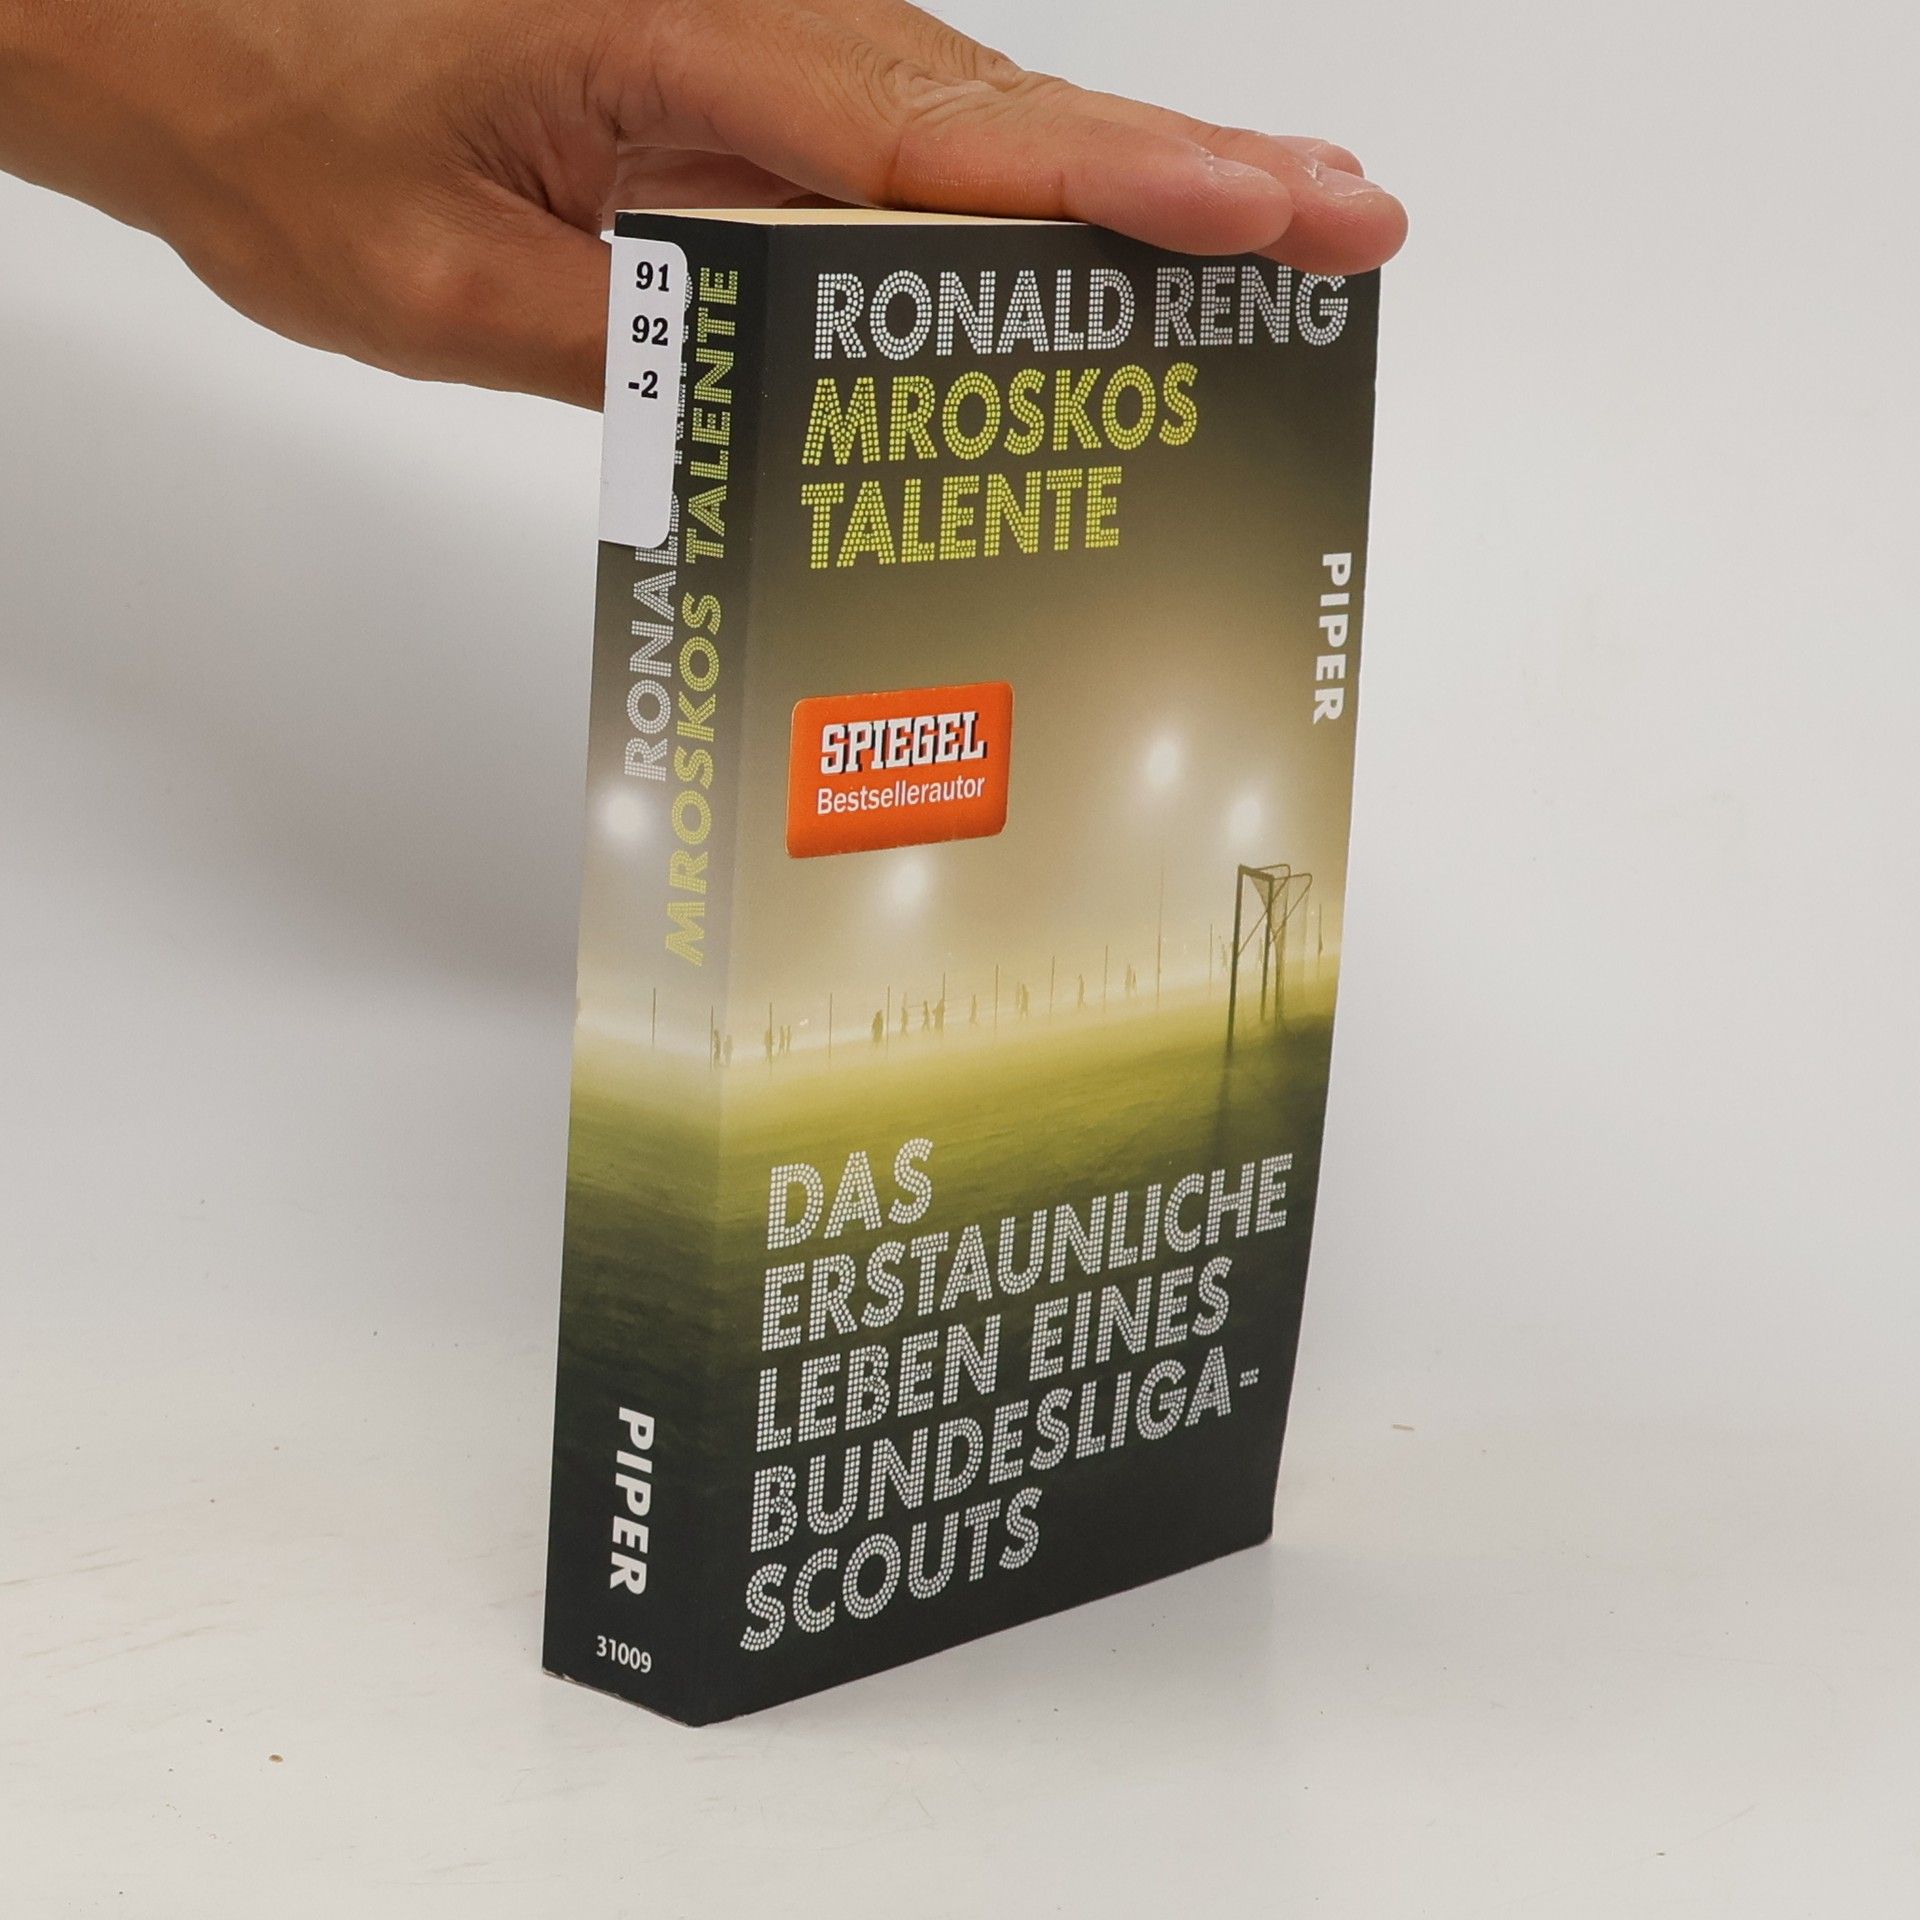 91
92
-2
RONALD
MROSKOS TALENTE
PIPER
31009
RONALD RENG
MROSKOS
TALENTE
PIPER
SPIEGEL
Bestsellerautor
DAS
ERSTAUNLICHE
LEBEN EINES
BUNDESLIGA-
SCOUTS